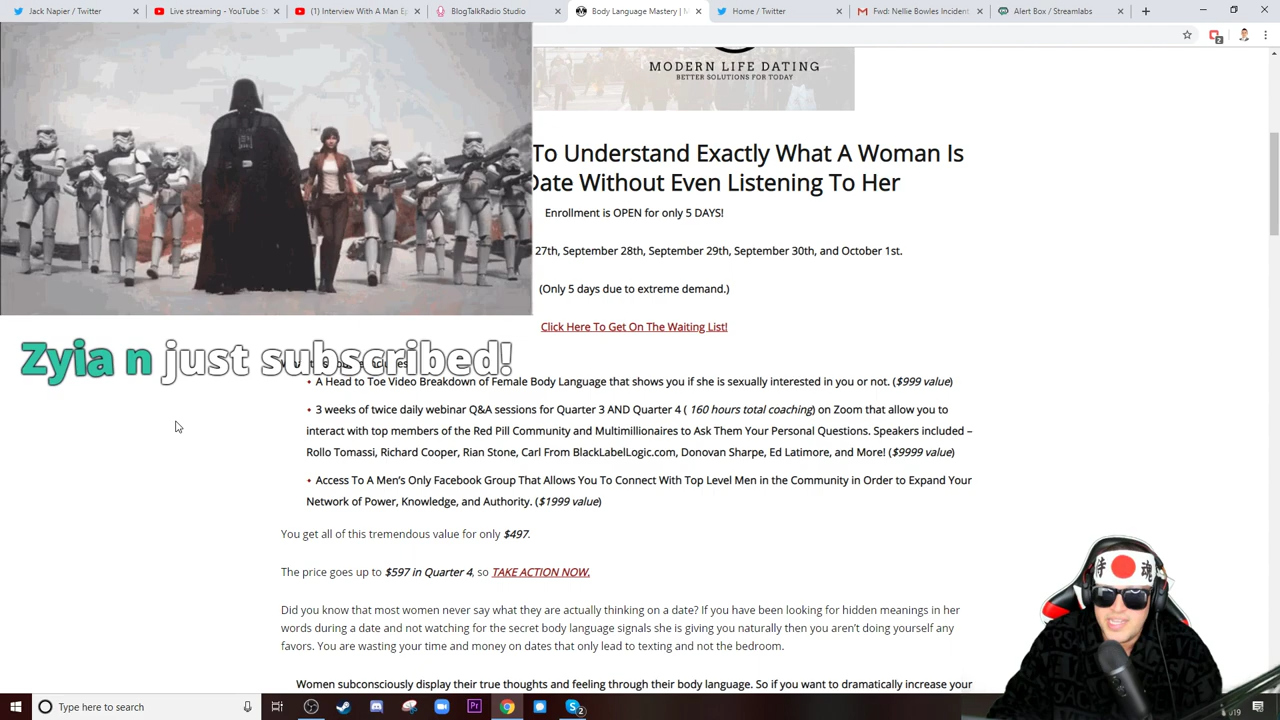 Jack Napier / Twitter
Live streaming - YouTube S
(1) Interview With A Man Ep
BlogTalkRadio Studio
Body Language Mastery | M
Home / Twitter
Fwd: Nellie Bowles Incident
Alert Box / Streamlabs
2
MODERN LIFE DATING
BETTER SOLUTIONS FOR TODAY
To Understand Exactly What A Woman Is
Date Without Even Listening To Her
Enrollment is OPEN for only 5 DAYS!
27th, September 28th, September 29th, September 30th, and October 1st.
(Only 5 days due to extreme demand.)
Click Here To Get On The Waiting List!
Zyia n just subscribed!
• A Head to Toe Video Breakdown of Female Body Language that shows you if she is sexually interested in you or not. ($999 value)
• 3 weeks of twice daily webinar Q&A sessions for Quarter 3 AND Quarter 4 ( 160 hours total coaching) on Zoom that allow you to
interact with top members of the Red Pill Community and Multimillionaires to Ask Them Your Personal Questions. Speakers included –
Rollo Tomassi, Richard Cooper, Rian Stone, Carl From BlackLabelLogic.com, Donovan Sharpe, Ed Latimore, and More! ($9999 value)
• Access To A Men's Only Facebook Group That Allows You To Connect With Top Level Men in the Community in Order to Expand Your
Network of Power, Knowledge, and Authority. ($1999 value)
You get all of this tremendous value for only $497.
The price goes up to $597 in Quarter 4, so TAKE ACTION NOW.
Did you know that most women never say what they are actually thinking on a date? If you have been looking for hidden meanings in her
words during a date and not watching for the secret body language signals she is giving you naturally then you aren't doing yourself any
favors. You are wasting your time and money on dates that only lead to texting and not the bedroom.
Women subconsciously display their true thoughts and feeling through their body language. So if you want to dramatically increase your
侍 魂
Type here to search
Pr
2